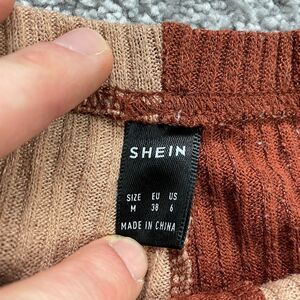 SHEIN
SIZE EU US
M 38 6
MADE IN CHINA